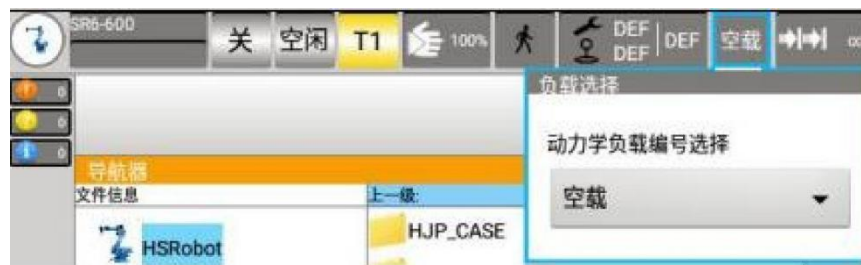 SR6-600
关 空闲 T1 100% DEF DEF DEF 空载 ∞
负载选择
0
0
0
动力学负载编号选择
空载
导航器
文件信息 上一级:
HSRobot HJP_CASE